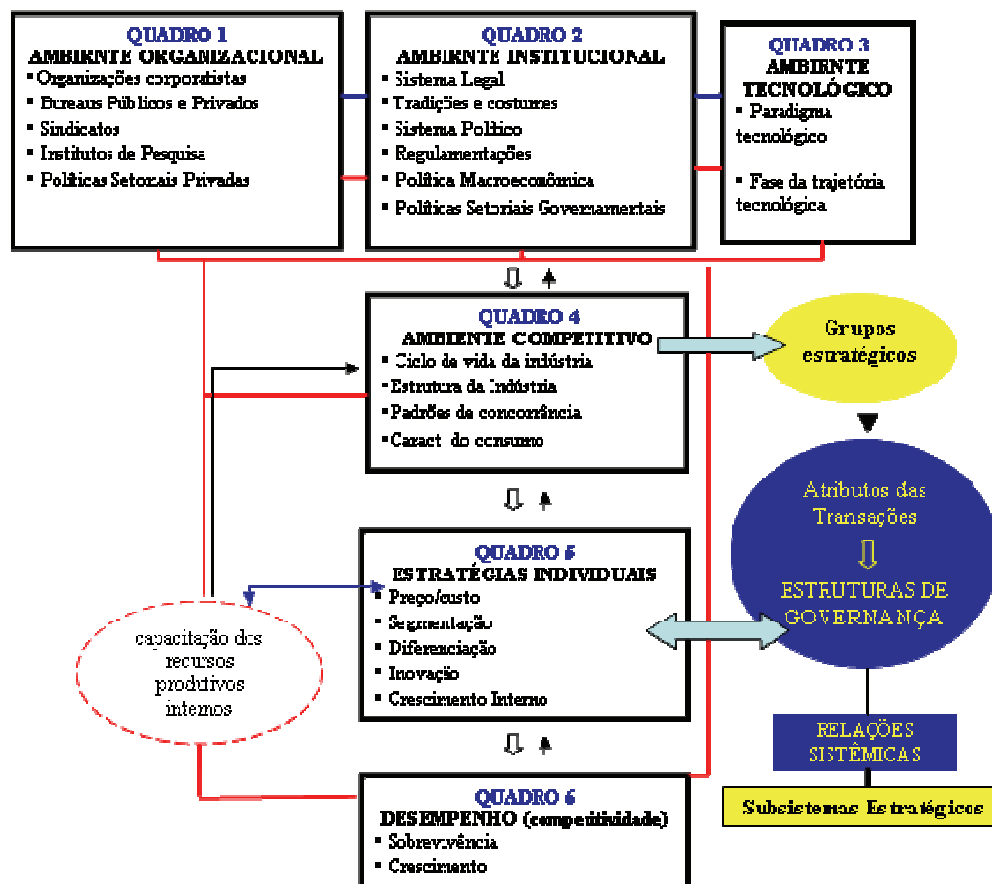 QUADRO 1
AMBIENTE ORGANIZACIONAL
▪ Organizações corporatistas
▪ Bureaus Públicos e Privados
▪ Sindicatos
▪ Institutos de Pesquisa
▪ Políticas Setoriais Privadas
QUADRO 2
AMBIENTE INSTITUCIONAL
▪ Sistema Legal
▪ Tradições e costumes
▪ Sistema Político
▪ Regulamentações
▪ Política Macroeconômica
▪ Políticas Setoriais Governamentais
QUADRO 3
AMBIENTE
TECNOLÓGICO
▪ Paradigma
tecnológico
▪ Fase da trajetória
tecnológica
QUADRO 4
AMBIENTE COMPETITIVO
▪ Ciclo de vida da indústria
▪ Estrutura da Indústria
▪ Padrões de concorrência
▪ Caract. do consumo
Grupos
estratégicos
Atributos das
Transações
ESTRUTURAS DE
GOVERNANÇA
QUADRO 5
ESTRATÉGIAS INDIVIDUAIS
▪ Preço/custo
▪ Segmentação
▪ Diferenciação
▪ Inovação
▪ Crescimento Interno
capacitação dos
recursos
produtivos
internos
RELAÇÕES
SISTÊMICAS
Subsistemas Estratégicos
QUADRO 6
DESEMPENHO (competitividade)
▪ Sobrevivência
▪ Crescimento